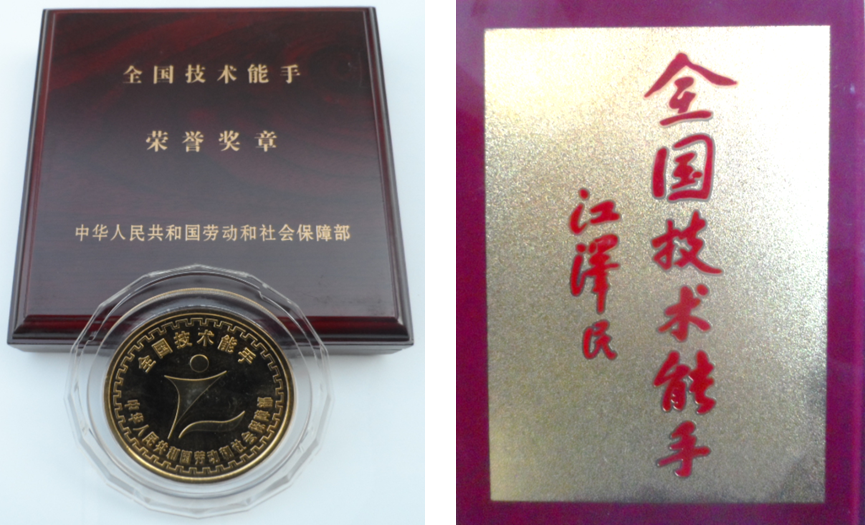 全国技术能手
荣誉奖章
中华人民共和国劳动和社会保障部
全国技术能手
中华人民共和国劳动和社会保障部
全国技术能手
江泽民